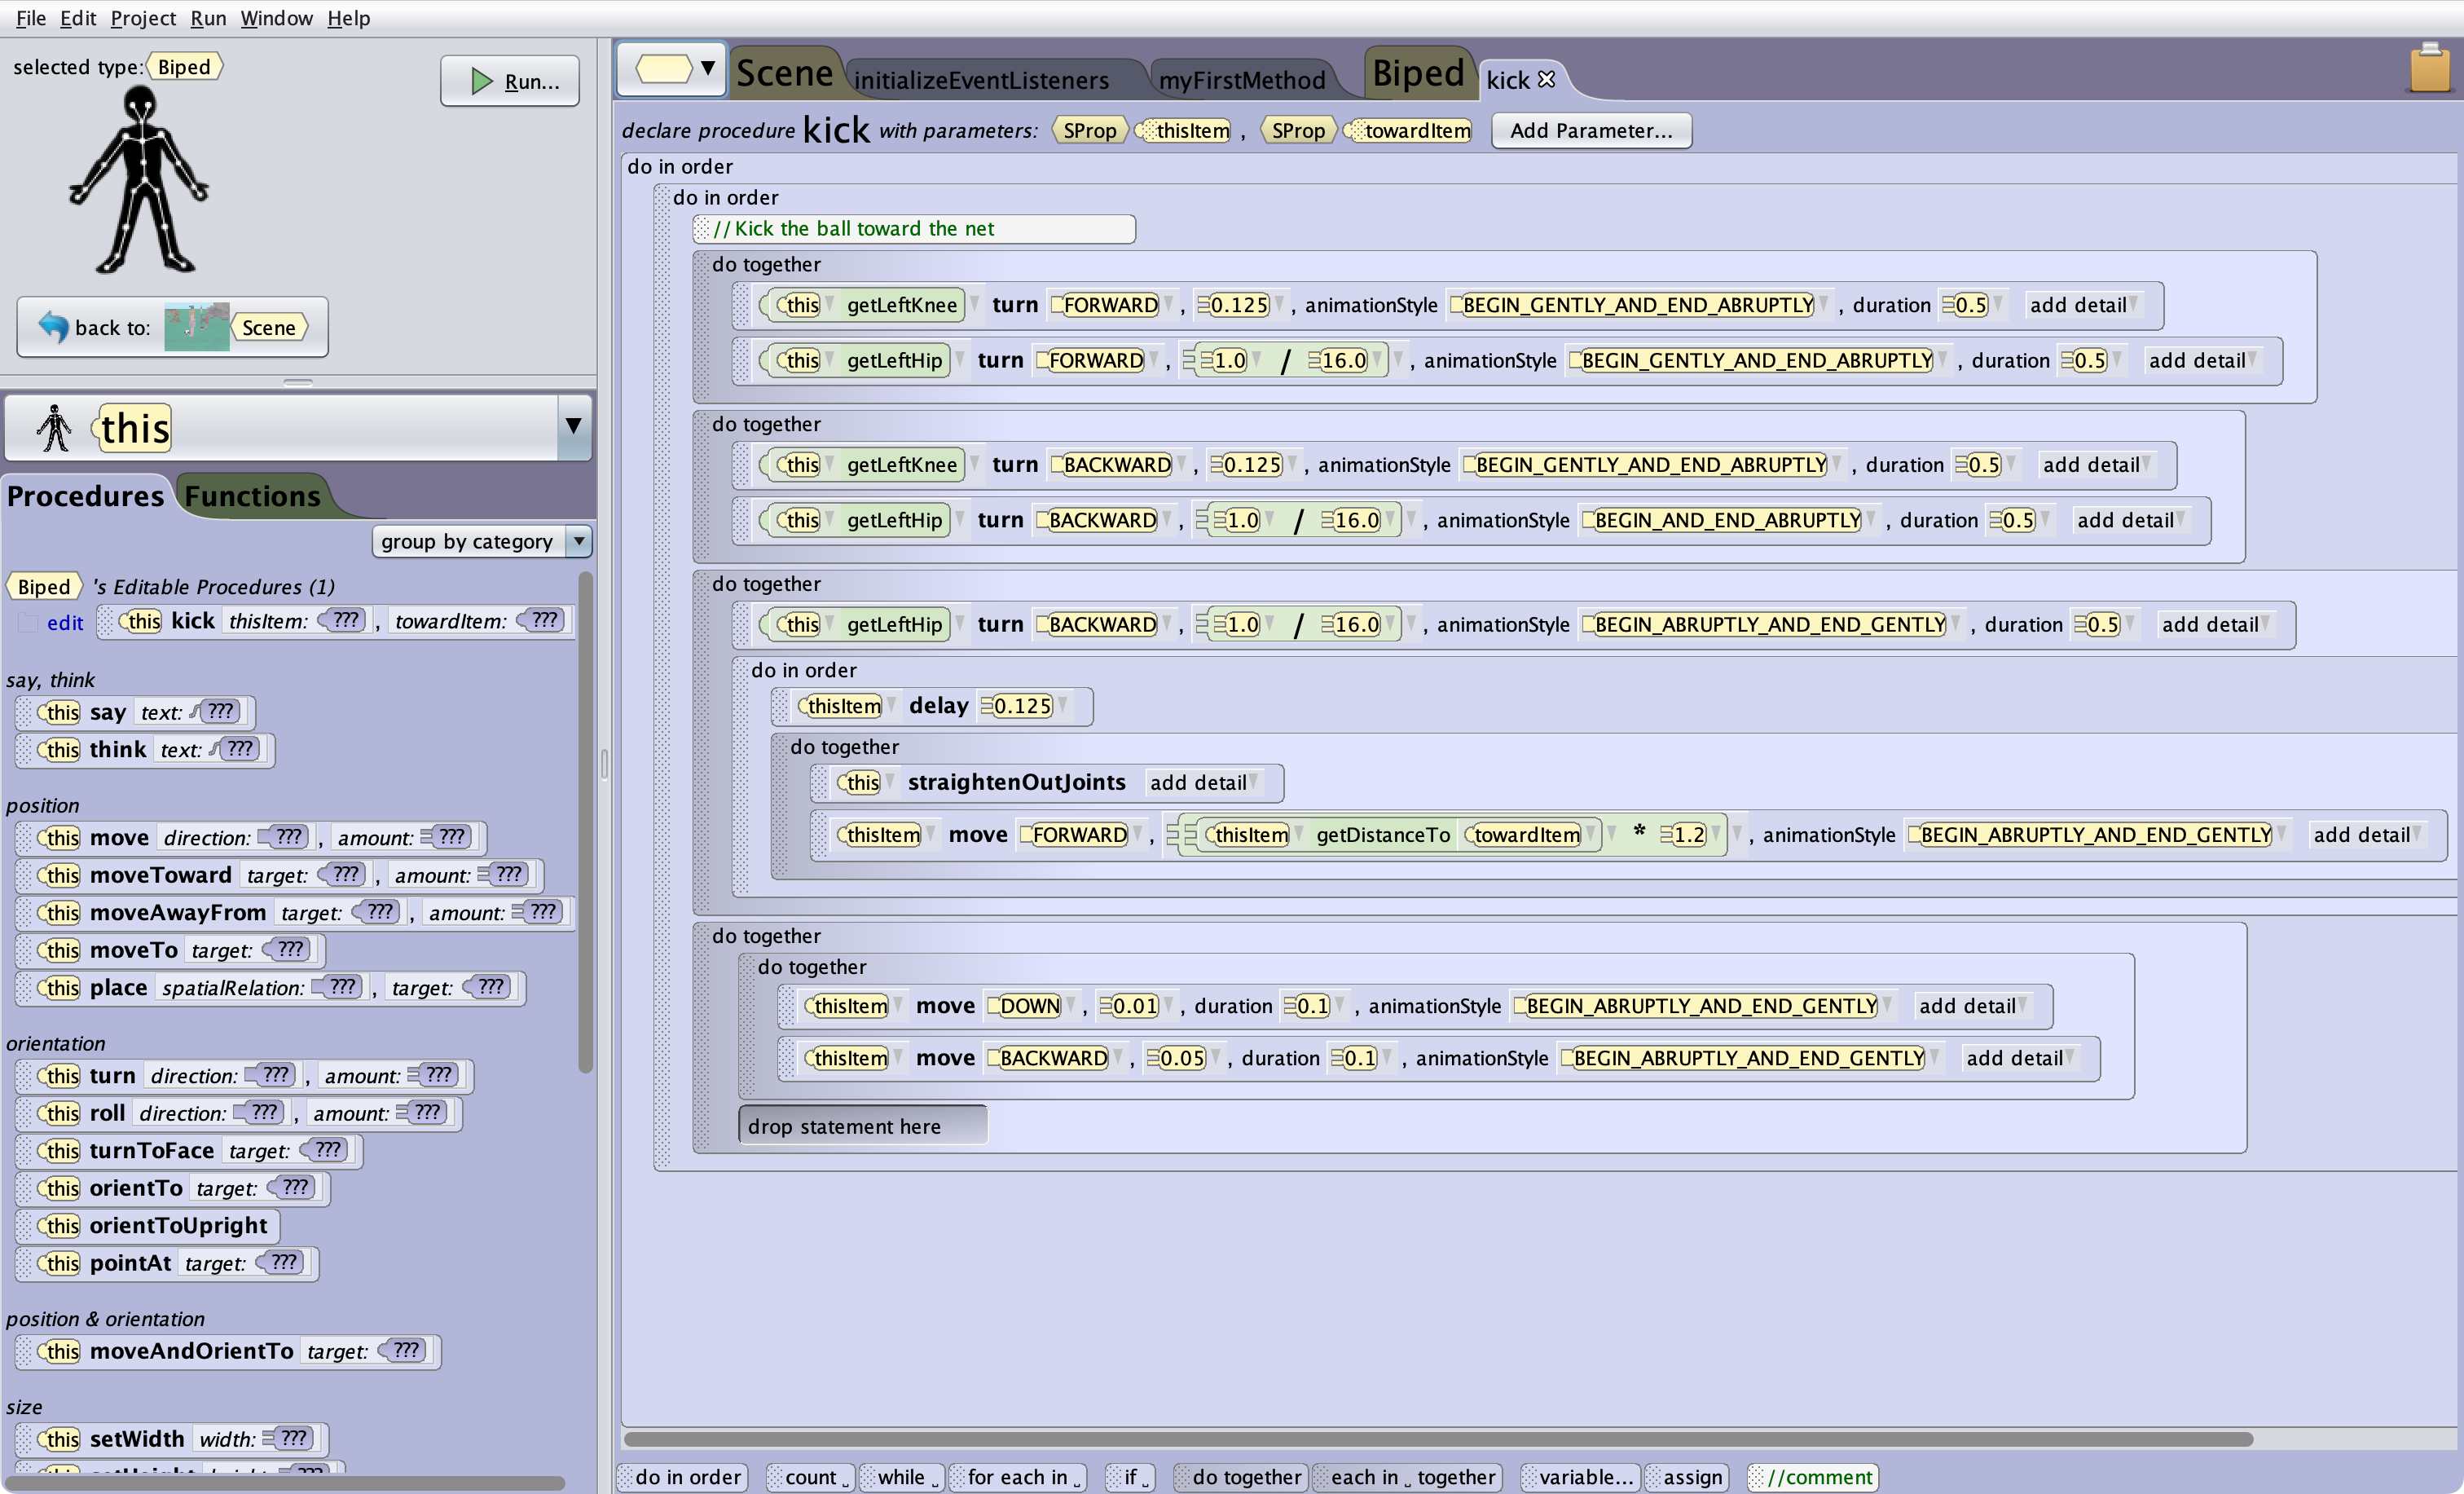 File Edit Project Run Window Help
selected type: Biped
Run...
back to: Scene
this
Procedures Functions
group by category
Biped 's Editable Procedures (1)
edit this kick thisItem: ??? , towardItem: ???
say, think
this say text: ???
this think text: ???
position
this move direction: ??? , amount: ???
this moveToward target: ??? , amount: ???
this moveAwayFrom target: ??? , amount: ???
this moveTo target: ???
this place spatialRelation: ??? , target: ???
orientation
this turn direction: ??? , amount: ???
this roll direction: ??? , amount: ???
this turnToFace target: ???
this orientTo target: ???
this orientToUpright
this pointAt target: ???
position & orientation
this moveAndOrientTo target: ???
size
this setWidth width: ???
Scene initializeEventListeners myFirstMethod Biped kick
declare procedure kick with parameters: SProp thisItem , SProp towardItem Add Parameter...
do in order
do in order
//Kick the ball toward the net
do together
this getLeftKnee turn FORWARD , 0.125 , animationStyle BEGIN_GENTLY_AND_END_ABRUPTLY , duration 0.5 add detail
this getLeftHip turn FORWARD , 1.0 / 16.0 , animationStyle BEGIN_GENTLY_AND_END_ABRUPTLY , duration 0.5 add detail
do together
this getLeftKnee turn BACKWARD , 0.125 , animationStyle BEGIN_GENTLY_AND_END_ABRUPTLY , duration 0.5 add detail
this getLeftHip turn BACKWARD , 1.0 / 16.0 , animationStyle BEGIN_AND_END_ABRUPTLY , duration 0.5 add detail
do together
this getLeftHip turn BACKWARD , 1.0 / 16.0 , animationStyle BEGIN_ABRUPTLY_AND_END_GENTLY , duration 0.5 add detail
do in order
thisItem delay 0.125
do together
this straightenOutJoints add detail
thisItem move FORWARD , thisItem getDistanceTo towardItem * 1.2 , animationStyle BEGIN_ABRUPTLY_AND_END_GENTLY add detail
do together
do together
thisItem move DOWN , 0.01 , duration 0.1 , animationStyle BEGIN_ABRUPTLY_AND_END_GENTLY add detail
thisItem move BACKWARD , 0.05 , duration 0.1 , animationStyle BEGIN_ABRUPTLY_AND_END_GENTLY add detail
drop statement here
do in order count ⎵ while ⎵ for each in ⎵ if ⎵ do together each in ⎵ together variable... assign //comment